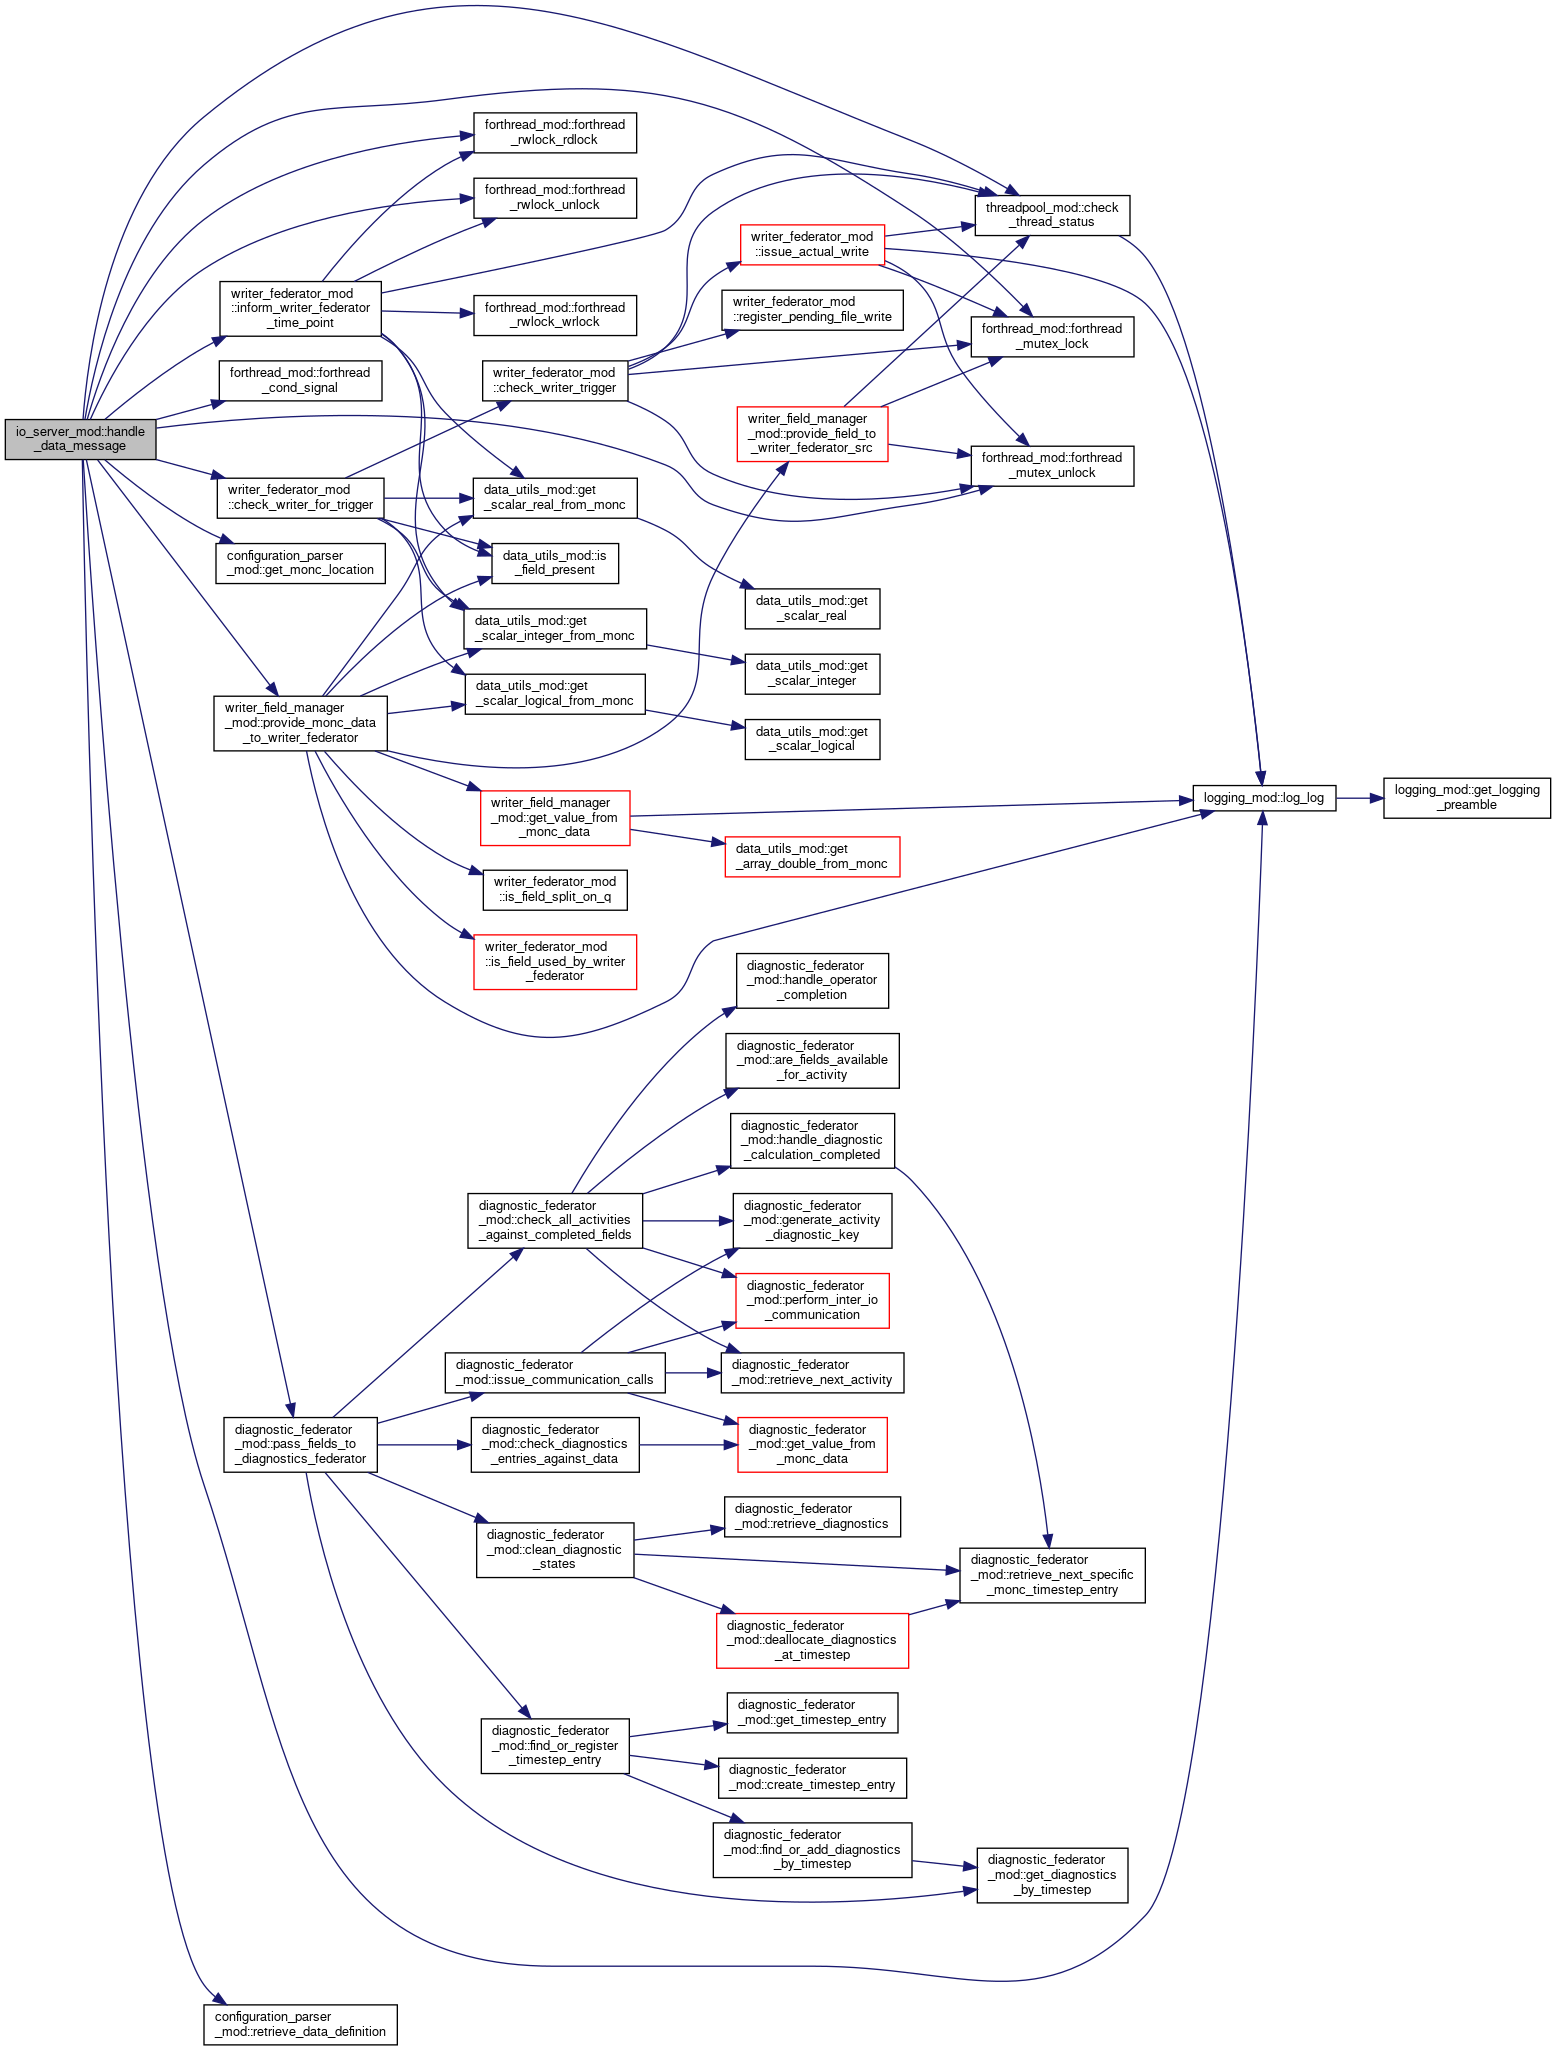 io_server_mod::handle
_data_message
forthread_mod::forthread
_rwlock_rdlock
forthread_mod::forthread
_rwlock_unlock
writer_federator_mod
::inform_writer_federator
_time_point
forthread_mod::forthread
_rwlock_wrlock
forthread_mod::forthread
_cond_signal
writer_federator_mod
::check_writer_for_trigger
configuration_parser
_mod::get_monc_location
writer_field_manager
_mod::provide_monc_data
_to_writer_federator
writer_federator_mod
::check_writer_trigger
data_utils_mod::get
_scalar_real_from_monc
data_utils_mod::is
_field_present
data_utils_mod::get
_scalar_integer_from_monc
data_utils_mod::get
_scalar_logical_from_monc
writer_field_manager
_mod::get_value_from
_monc_data
writer_federator_mod
::is_field_split_on_q
writer_federator_mod
::is_field_used_by_writer
_federator
threadpool_mod::check
_thread_status
writer_federator_mod
::issue_actual_write
writer_federator_mod
::register_pending_file_write
forthread_mod::forthread
_mutex_lock
writer_field_manager
_mod::provide_field_to
_writer_federator_src
forthread_mod::forthread
_mutex_unlock
data_utils_mod::get
_scalar_real
data_utils_mod::get
_scalar_integer
data_utils_mod::get
_scalar_logical
logging_mod::log_log
logging_mod::get_logging
_preamble
data_utils_mod::get
_array_double_from_monc
diagnostic_federator
_mod::handle_operator
_completion
diagnostic_federator
_mod::are_fields_available
_for_activity
diagnostic_federator
_mod::handle_diagnostic
_calculation_completed
diagnostic_federator
_mod::check_all_activities
_against_completed_fields
diagnostic_federator
_mod::generate_activity
_diagnostic_key
diagnostic_federator
_mod::perform_inter_io
_communication
diagnostic_federator
_mod::issue_communication_calls
diagnostic_federator
_mod::retrieve_next_activity
diagnostic_federator
_mod::pass_fields_to
_diagnostics_federator
diagnostic_federator
_mod::check_diagnostics
_entries_against_data
diagnostic_federator
_mod::get_value_from
_monc_data
diagnostic_federator
_mod::retrieve_diagnostics
diagnostic_federator
_mod::clean_diagnostic
_states
diagnostic_federator
_mod::retrieve_next_specific
_monc_timestep_entry
diagnostic_federator
_mod::deallocate_diagnostics
_at_timestep
diagnostic_federator
_mod::get_timestep_entry
diagnostic_federator
_mod::find_or_register
_timestep_entry
diagnostic_federator
_mod::create_timestep_entry
diagnostic_federator
_mod::find_or_add_diagnostics
_by_timestep
diagnostic_federator
_mod::get_diagnostics
_by_timestep
configuration_parser
_mod::retrieve_data_definition